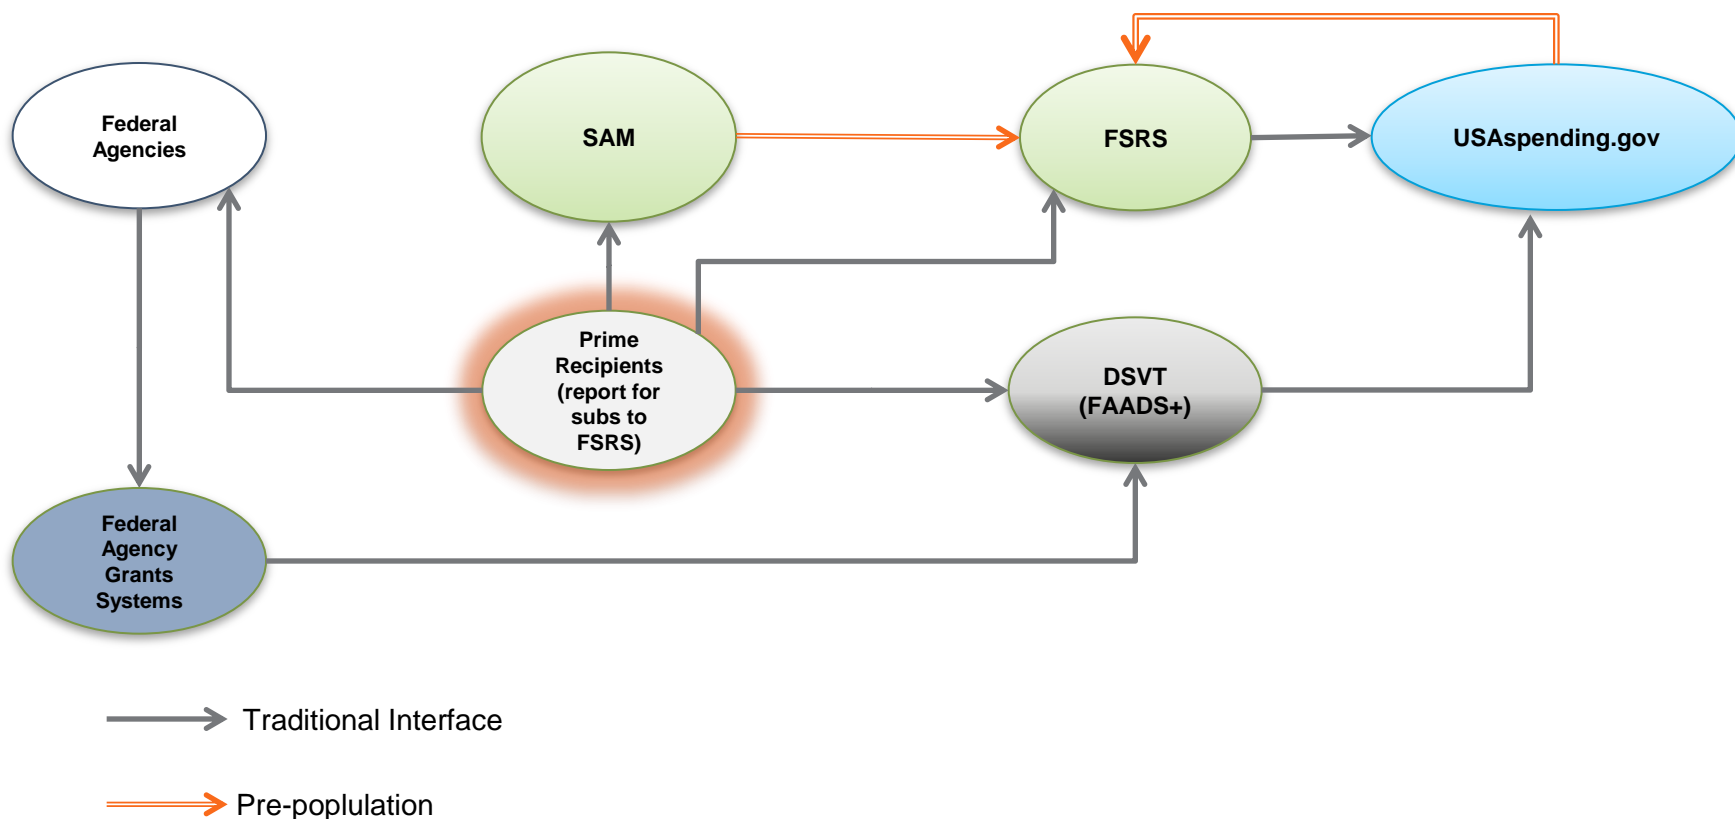 Federal
Agencies
SAM
FSRS
USAspending.gov
Prime
Recipients
(report for
subs to
FSRS)
DSVT
(FAADS+)
Federal
Agency
Grants
Systems
Traditional Interface
Pre-poplulation